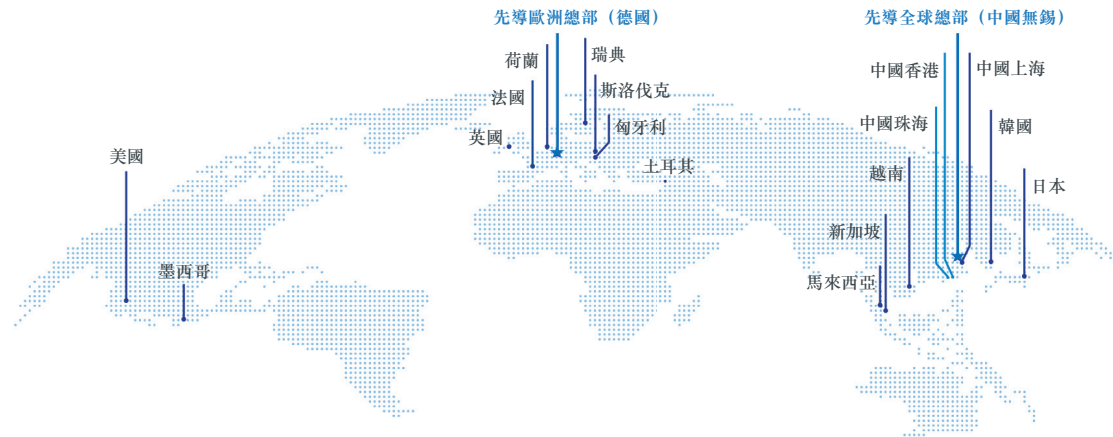 先導歐洲總部（德國）
先導全球總部（中國無錫）
荷蘭
瑞典
中國香港
中國上海
法國
斯洛伐克
中國珠海
韓國
英國
匈牙利
美國
土耳其
越南
日本
新加坡
墨西哥
馬來西亞